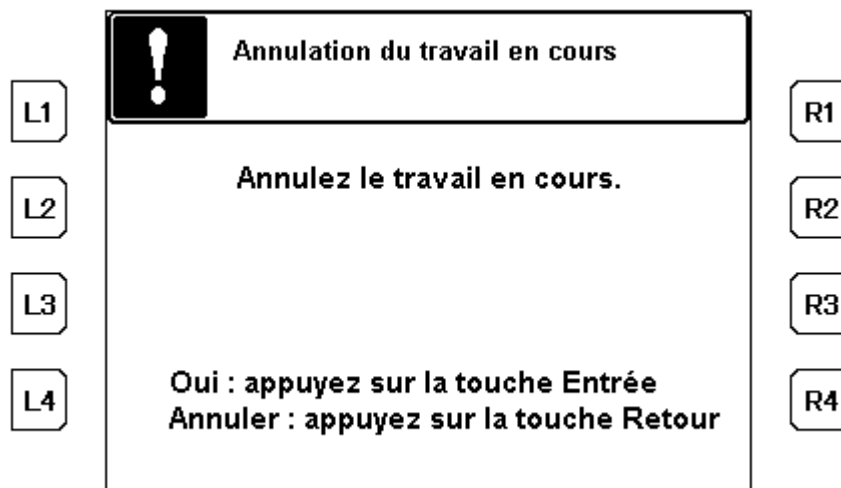 Annulation du travail en cours
L1
R1
Annulez le travail en cours.
L2
R2
L3
R3
Oui : appuyez sur la touche Entrée
L4
R4
Annuler : appuyez sur la touche Retour